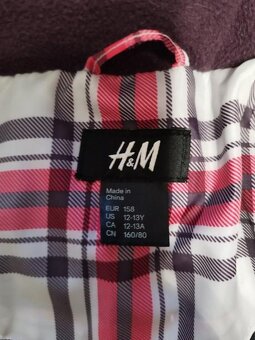 H&M
Made in
China
EUR 158
US 12-13Y
CA 12-13A
CN 160/80